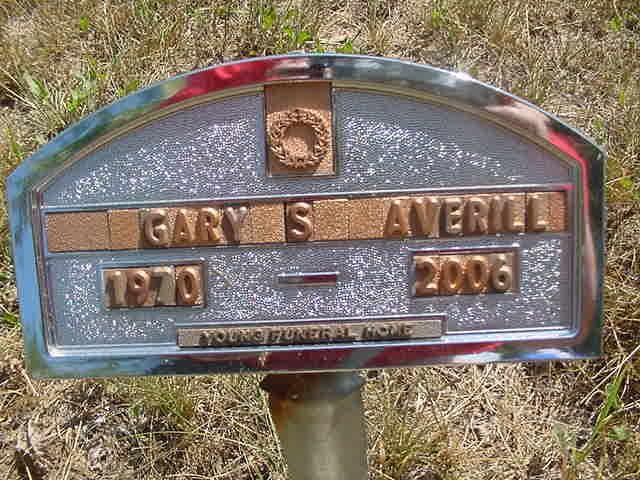 GARY S AVERILL
1970 – 2006
YOUNG FUNERAL HOME